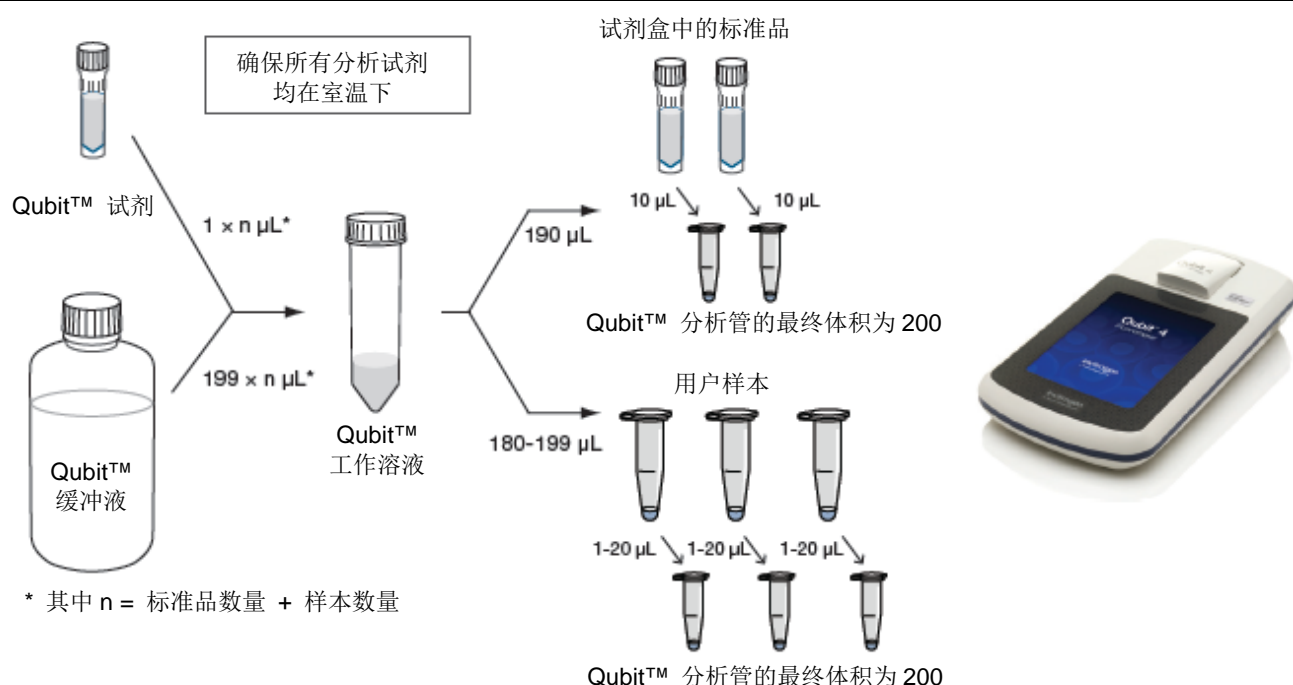 试剂盒中的标准品
确保所有分析试剂
均在室温下
Qubit™ 试剂
1 × n µL*
10 µL
10 µL
190 µL
Qubit™ 分析管的最终体积为 200
199 × n µL*
Qubit™
工作溶液
Qubit™
缓冲液
用户样本
180-199 µL
1-20 µL
1-20 µL
1-20 µL
* 其中 n = 标准品数量 + 样本数量
Qubit™ 分析管的最终体积为 200
Qubit 4
invitrogen